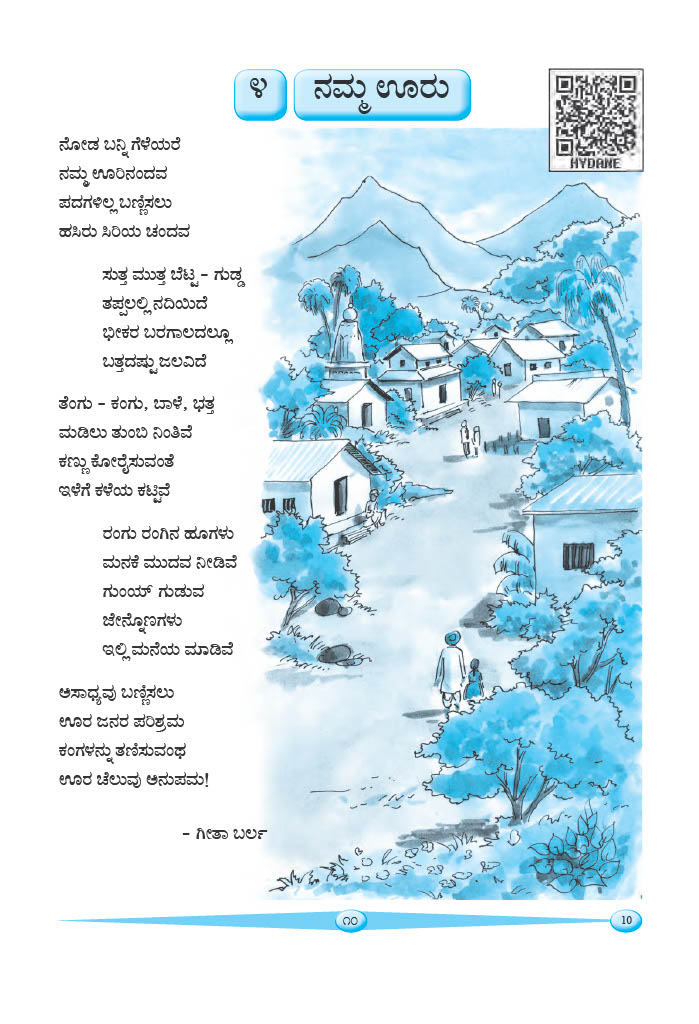 ೪
ನಮ್ಮ ಊರು
HYDANE
ನೋಡ ಬನ್ನಿ ಗೆಳೆಯರೆ
ನಮ್ಮ ಊರಿನಂದವ
ಪದಗಳಿಲ್ಲ ಬಣ್ಣಿಸಲು
ಹಸಿರು ಸಿರಿಯ ಚಂದವ
ಸುತ್ತ ಮುತ್ತ ಬೆಟ್ಟ - ಗುಡ್ಡ
ತಪ್ಪಲಲ್ಲಿ ನದಿಯಿದೆ
ಭೀಕರ ಬರಗಾಲದಲ್ಲೂ
ಬತ್ತದಷ್ಟು ಜಲವಿದೆ
ತೆಂಗು - ಕಂಗು, ಬಾಳೆ, ಭತ್ತ
ಮಡಿಲು ತುಂಬಿ ನಿಂತಿವೆ
ಕಣ್ಣು ಕೋರೈಸುವಂತೆ
ಇಳೆಗೆ ಕಳೆಯ ಕಟ್ಟಿವೆ
ರಂಗು ರಂಗಿನ ಹೂಗಳು
ಮನಕೆ ಮುದವ ನೀಡಿವೆ
ಗುಂಯ್ ಗುಡುವ
ಜೇನ್ನೊಣಗಳು
ಇಲ್ಲಿ ಮನೆಯ ಮಾಡಿವೆ
ಅಸಾಧ್ಯವು ಬಣ್ಣಿಸಲು
ಊರ ಜನರ ಪರಿಶ್ರಮ
ಕಂಗಳನ್ನು ತಣಿಸುವಂಥ
ಊರ ಚೆಲುವು ಅನುಪಮ!
- ಗೀತಾ ಬರ್ಲ
೧೦
10